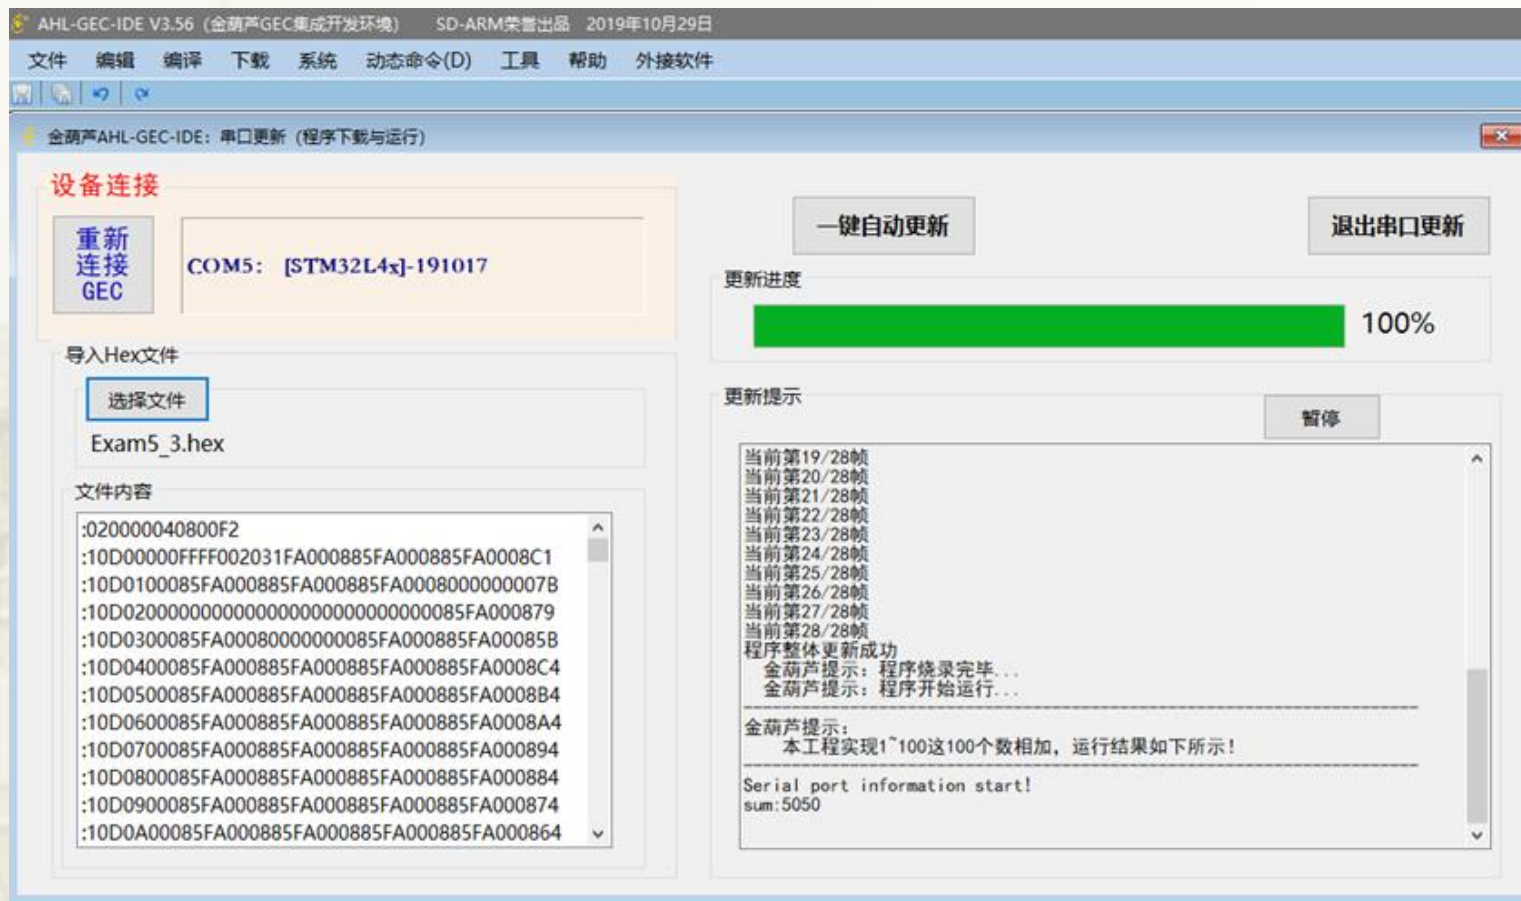 AHL-GEC-IDE V3.56 (金葫芦GEC集成开发环境) SD-ARM荣誉出品 2019年10月29日
文件 编辑 编译 下载 系统 动态命令(D) 工具 帮助 外接软件
金葫芦AHL-GEC-IDE: 串口更新 (程序下载与运行)
设备连接
重新
连接
GEC
COM5: [STM32L4x]-191017
导入Hex文件
选择文件
Exam5_3.hex
文件内容
:020000040800F2
:10D00000FFFF002031FA000885FA000885FA0008C1
:10D0100085FA000885FA000885FA0008000000007B
:10D0200000000000000000000000000085FA000879
:10D0300085FA00080000000085FA000885FA00085B
:10D0400085FA000885FA000885FA000885FA0008C4
:10D0500085FA000885FA000885FA000885FA0008B4
:10D0600085FA000885FA000885FA000885FA0008A4
:10D0700085FA000885FA000885FA000885FA000894
:10D0800085FA000885FA000885FA000885FA000884
:10D0900085FA000885FA000885FA000885FA000874
:10D0A00085FA000885FA000885FA000885FA000864
一键自动更新
退出串口更新
更新进度
100%
更新提示
暂停
当前第19/28帧
当前第20/28帧
当前第21/28帧
当前第22/28帧
当前第23/28帧
当前第24/28帧
当前第25/28帧
当前第26/28帧
当前第27/28帧
当前第28/28帧
程序整体更新成功
金葫芦提示: 程序烧录完毕...
金葫芦提示: 程序开始运行...
金葫芦提示:
本工程实现1~100这100个数相加, 运行结果如下所示!
Serial port information start!
sum:5050